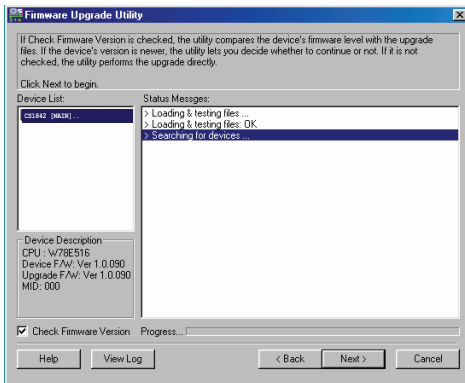 Firmware Upgrade Utility
If Check Firmware Version is checked, the utility compares the device's firmware level with the upgrade
files. If the device's version is newer, the utility lets you decide whether to continue or not. If it is not
checked, the utility performs the upgrade directly.
Click Next to begin.
Device List:
Status Messges:
CS1842 [MAIN]..
> Loading & testing files ...
> Loading & testing files: OK
> Searching for devices ...
Device Description
CPU : W78E516
Device F/W: Ver 1.0.090
Upgrade F/W: Ver 1.0.090
MID: 000
Check Firmware Version
Progress...
Help
View Log
< Back
Next >
Cancel